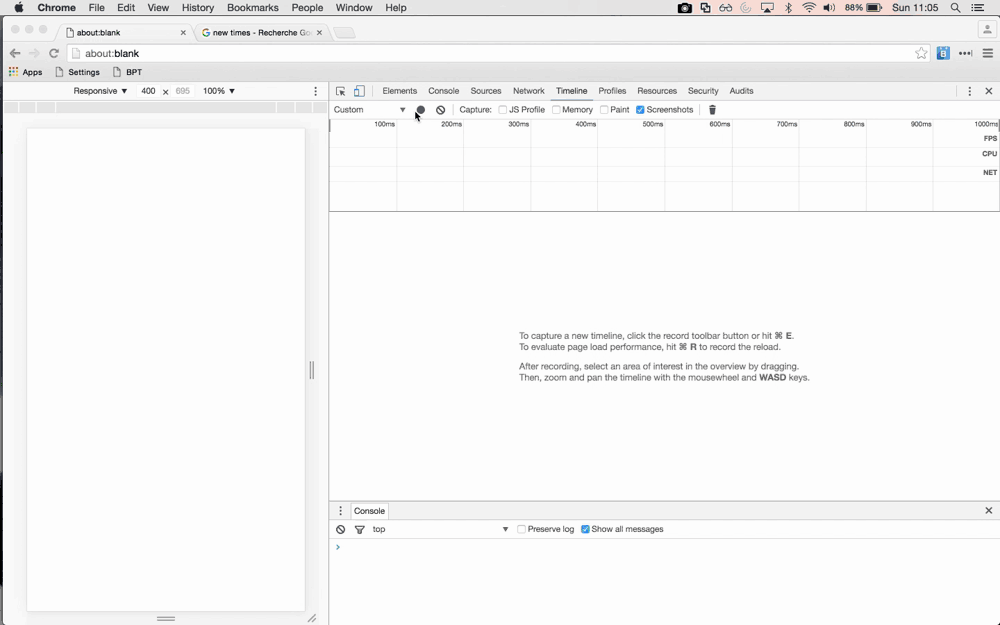 Chrome File Edit View History Bookmarks People Window Help 88% Sun 11:05
about:blank new times - Recherche Go
about:blank
Apps Settings BPT
Responsive 400 x 695 100% Elements Console Sources Network Timeline Profiles Resources Security Audits
Custom Capture: JS Profile Memory Paint Screenshots
100ms 200ms 300ms 400ms 500ms 600ms 700ms 800ms 900ms 1000ms
FPS
CPU
NET
To capture a new timeline, click the record toolbar button or hit ⌘ E.
To evaluate page load performance, hit ⌘ R to record the reload.
After recording, select an area of interest in the overview by dragging.
Then, zoom and pan the timeline with the mousewheel and WASD keys.
Console
top Preserve log Show all messages